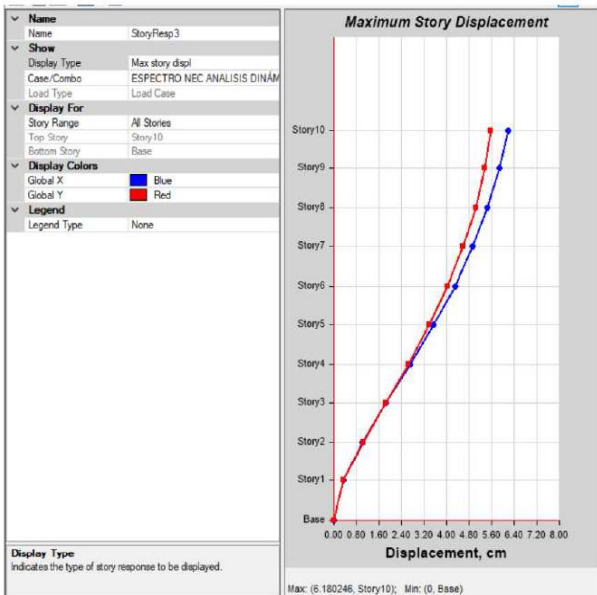 Name
Name StoryResp3
Show
Display Type Max story displ
Case/Combo ESPECTRO NEC ANALISIS DINÁM
Load Type Load Case
Display For
Story Range All Stories
Top Story Story10
Bottom Story Base
Display Colors
Global X Blue
Global Y Red
Legend
Legend Type None
Display Type
Indicates the type of story response to be displayed.
Maximum Story Displacement
Story10
Story9
Story8
Story7
Story6
Story5
Story4
Story3
Story2
Story1
Base
0.00 0.80 1.60 2.40 3.20 4.00 4.80 5.60 6.40 7.20 8.00
Displacement, cm
Max: (6.180246, Story10); Min: (0, Base)